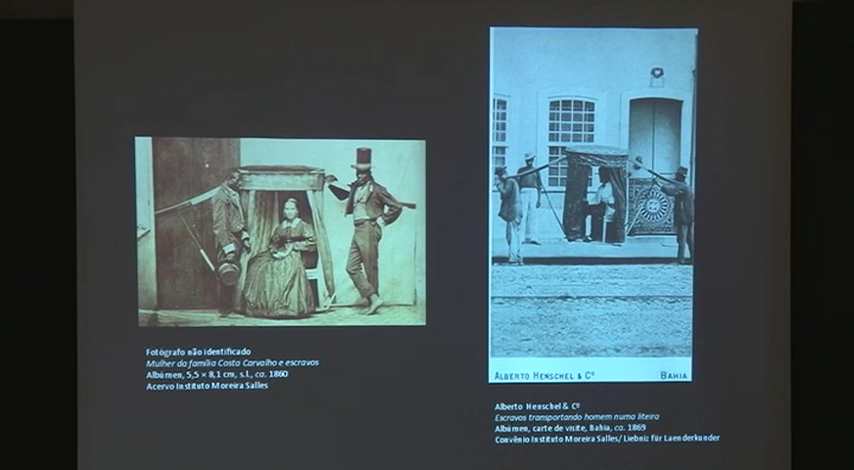 Fotógrafo não identificado
Mulher da família Costa Carvalho e escravos
Albúmen, 5,5 × 8,1 cm, s.l., ca. 1860
Acervo Instituto Moreira Salles
ALBERTO HENSCHEL & Cº BAHIA
Alberto Henschel & Cº
Escravos transportando homem numa liteira
Albúmen, carte de visite, Bahia, ca. 1869
Convênio Instituto Moreira Salles/ Liebniz für Laenderkunder